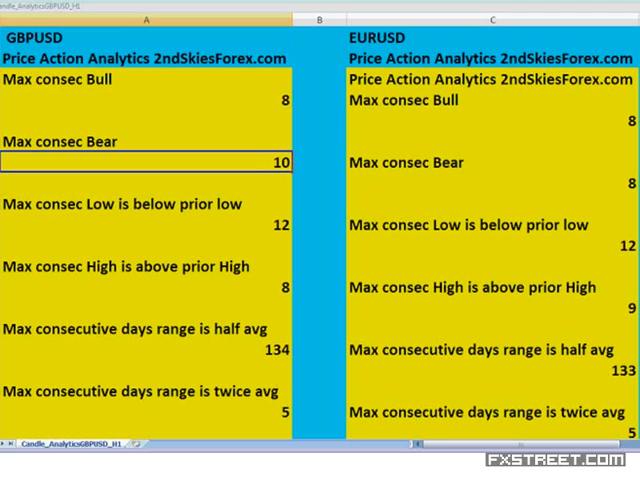 Candle_AnalyticsGBPUSD_H1
A B C
GBPUSD EURUSD
Price Action Analytics 2ndSkiesForex.com Price Action Analytics 2ndSkiesForex.com
Max consec Bull Price Action Analytics 2ndSkiesForex.com
8 Max consec Bull
8
Max consec Bear Max consec Bear
10 8
Max consec Low is below prior low Max consec Low is below prior low
12 12
Max consec High is above prior High Max consec High is above prior High
8 9
Max consecutive days range is half avg Max consecutive days range is half avg
134 133
Max consecutive days range is twice avg Max consecutive days range is twice avg
5 5
Candle_AnalyticsGBPUSD_H1
FXSTREET.COM